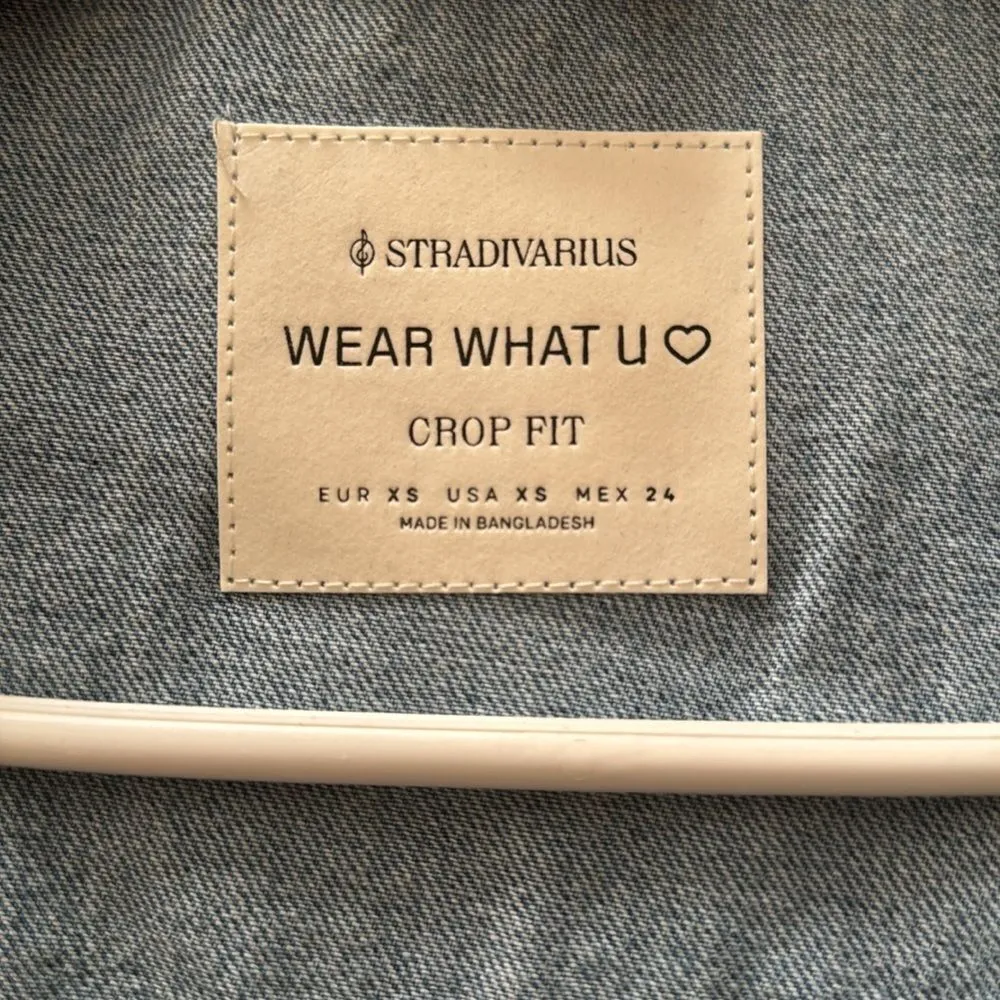 STRADIVARIUS
WEAR WHAT U ♡
CROP FIT
EUR XS USA XS MEX 24
MADE IN BANGLADESH